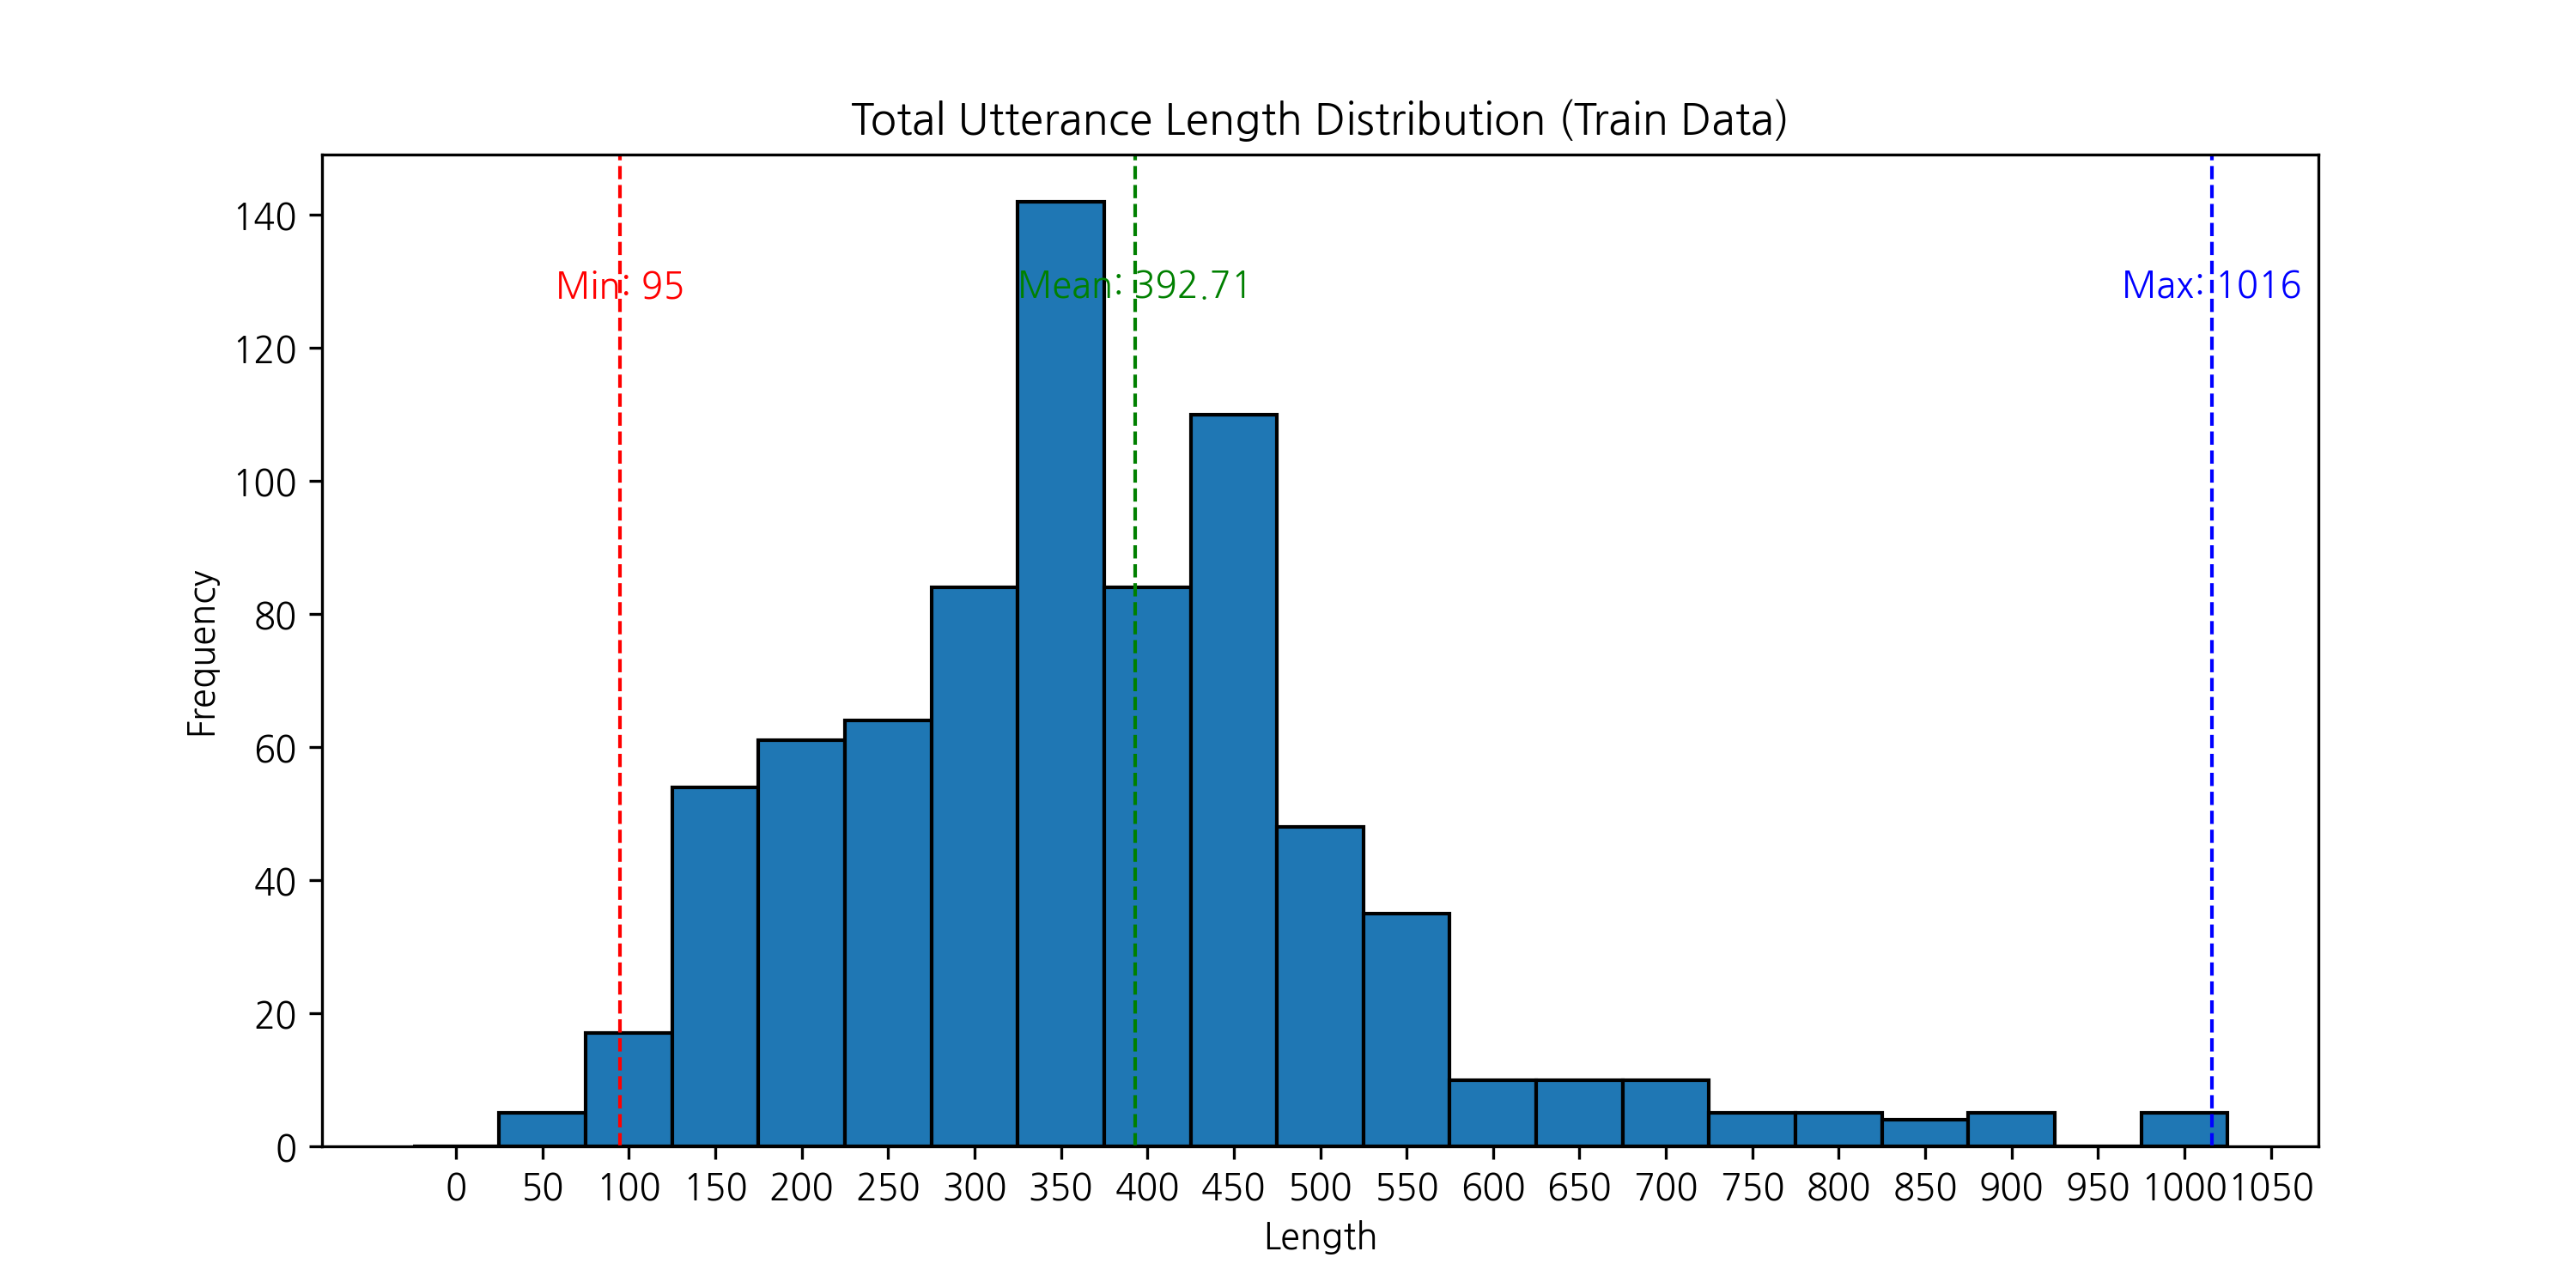 Total Utterance Length Distribution (Train Data)
140
120
100
80
60
40
20
0
Frequency
Min: 95
Mean: 392.71
Max: 1016
0 50 100 150 200 250 300 350 400 450 500 550 600 650 700 750 800 850 900 950 1000 1050
Length